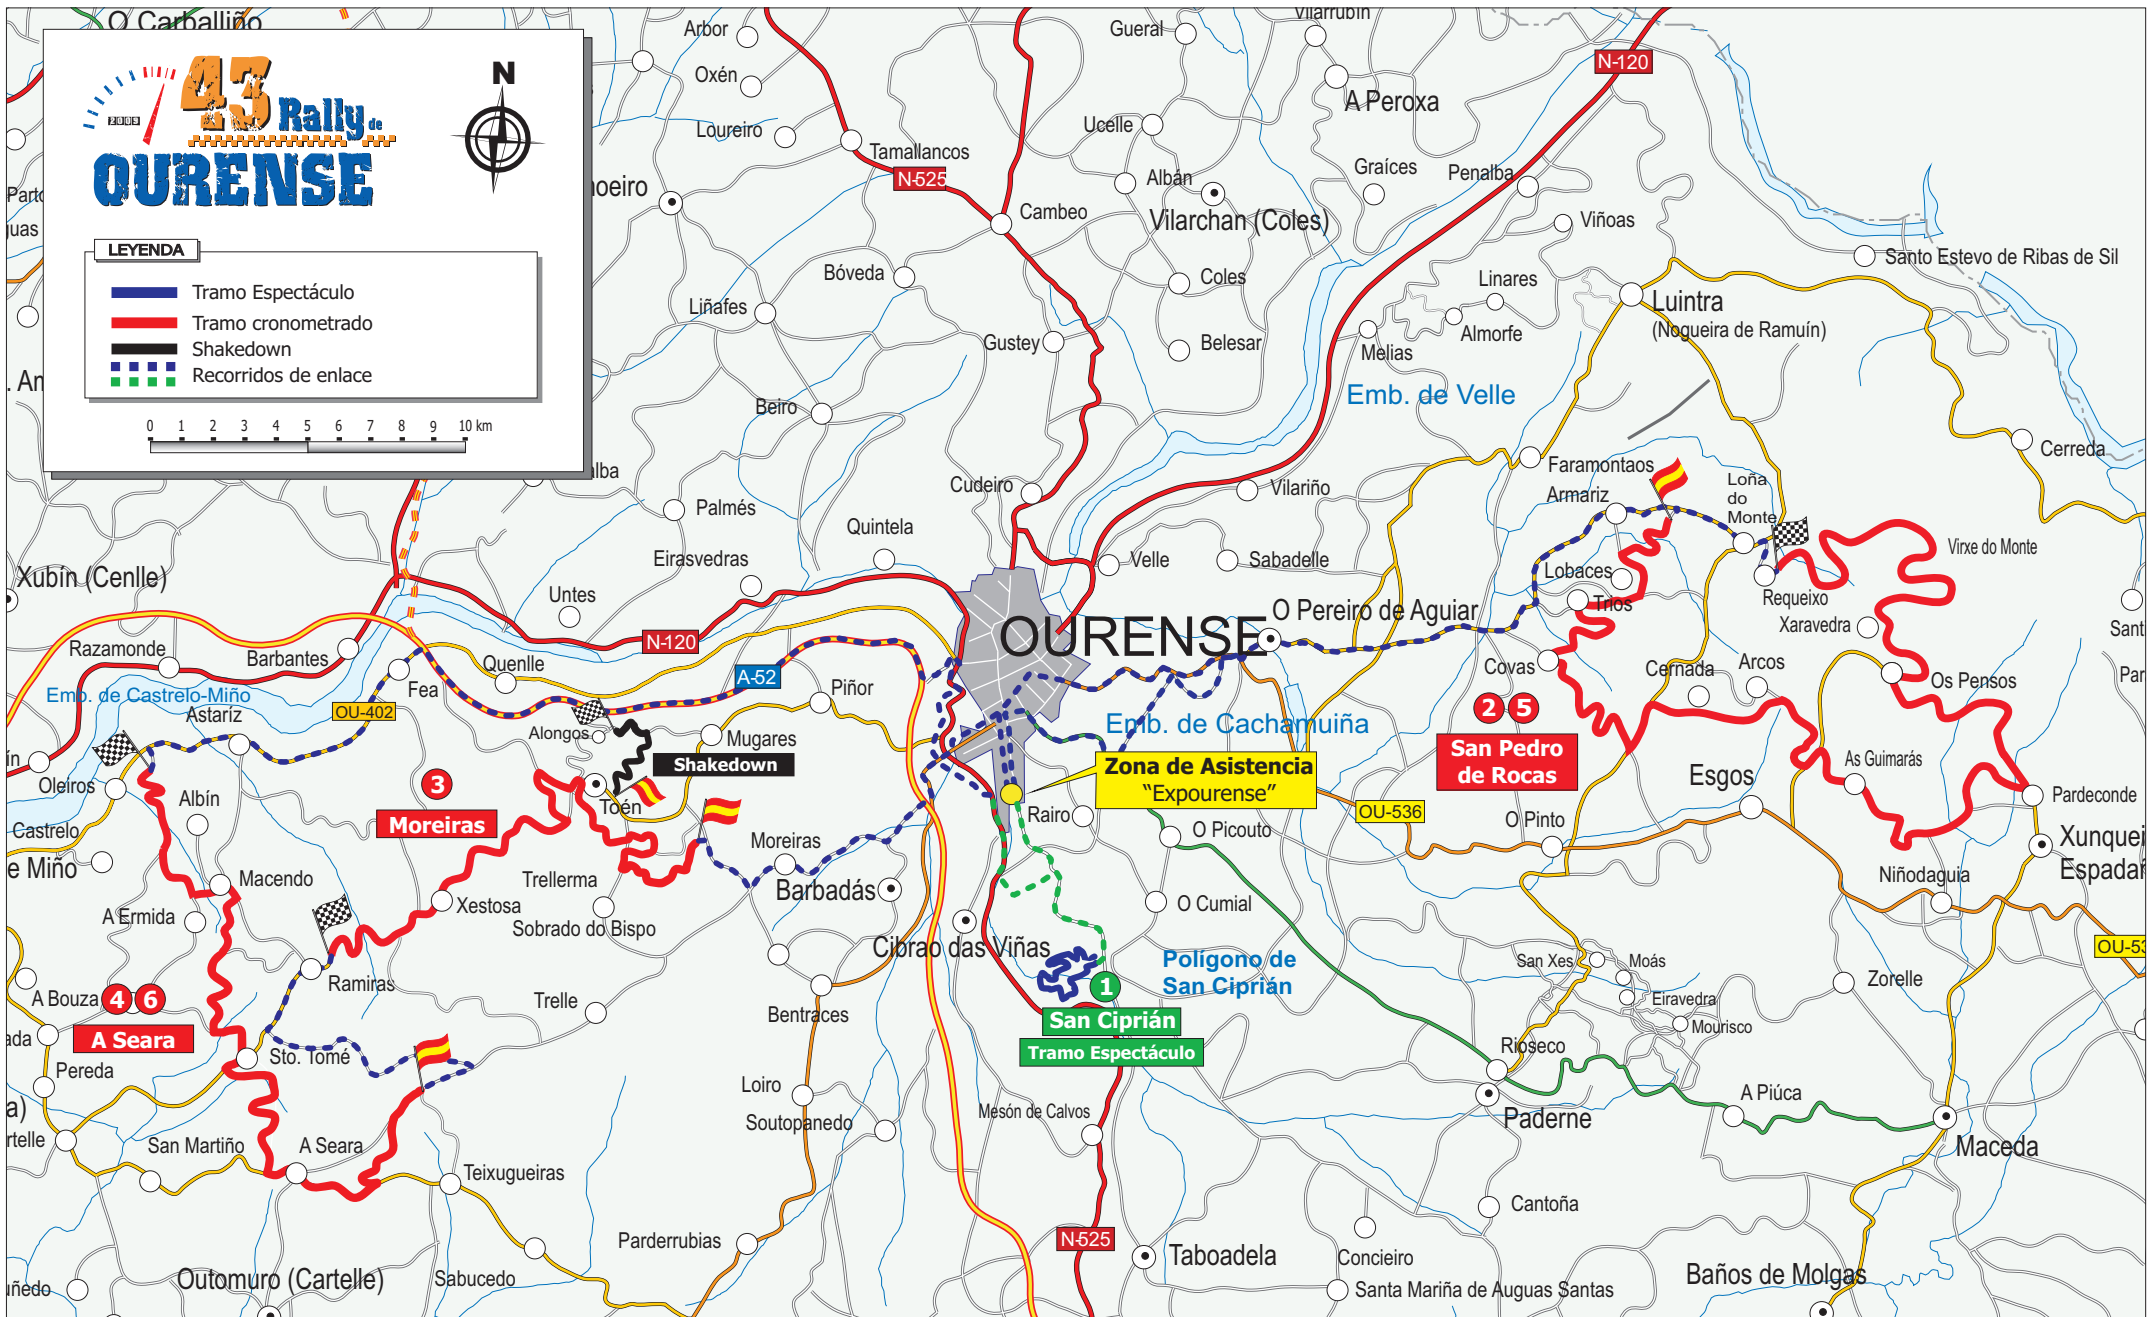 O Carballiño
2009
43 Rally de
OURENSE
N
LEYENDA
Tramo Espectáculo
Tramo cronometrado
Shakedown
Recorridos de enlace
0 1 2 3 4 5 6 7 8 9 10 km
Arbor
Oxén
Loureiro
Tamallancos
N-525
Cambeo
Gueral
Vilarrubín
N-120
A Peroxa
Ucelle
Albán
Vilarchan (Coles)
Graíces
Penalba
Viñoas
Santo Estevo de Ribas de Sil
Bóveda
Liñafes
Coles
Linares
Almorfe
Luintra
(Nogueira de Ramuín)
Gustey
Belesar
Melias
Emb. de Velle
Beiro
Cerreda
Palmés
Cudeiro
Vilariño
Faramontaos
Armariz
Loña
do
Monte
Quintela
Eirasvedras
Velle
Sabadelle
Lobaces
Virxe do Monte
Xubín (Cenlle)
Untes
OURENSE
O Pereiro de Aguiar
Trios
Requeixo
Xaravedra
N-120
Razamonde
Barbantes
Quenlle
A-52
Covas
Cernada
Arcos
Os Pensos
Emb. de Castrelo-Miño
Fea
OU-402
Astaríz
Piñor
Alongos
Mugares
Shakedown
Emb. de Cachamuiña
2 5
San Pedro
de Rocas
Zona de Asistencia
"Expourense"
As Guimarás
Esgos
Pardeconde
Oleiros
3
Moreiras
Toén
Albín
Rairo
OU-536
O Picouto
O Pinto
Castrelo
Moreiras
Macendo
Trellerma
Barbadás
Niñodaguia
A Ermida
Xestosa
Sobrado do Bispo
O Cumial
Cibrao das Viñas
Polígono de
San Ciprián
San Xes
Moás
Zorelle
Ramiras
A Bouza
4 6
A Seara
Trelle
Bentraces
1
San Ciprián
Tramo Espectáculo
Eiravedra
Mourisco
Sto. Tomé
Pereda
Rioseco
Loiro
Soutopanedo
Mesón de Calvos
A Piúca
Paderne
Maceda
San Martiño
A Seara
Teixugueiras
Cantoña
Parderrubias
N-525
Taboadela
Concieiro
Outomuro (Cartelle)
Sabucedo
Santa Mariña de Auguas Santas
Baños de Molgas